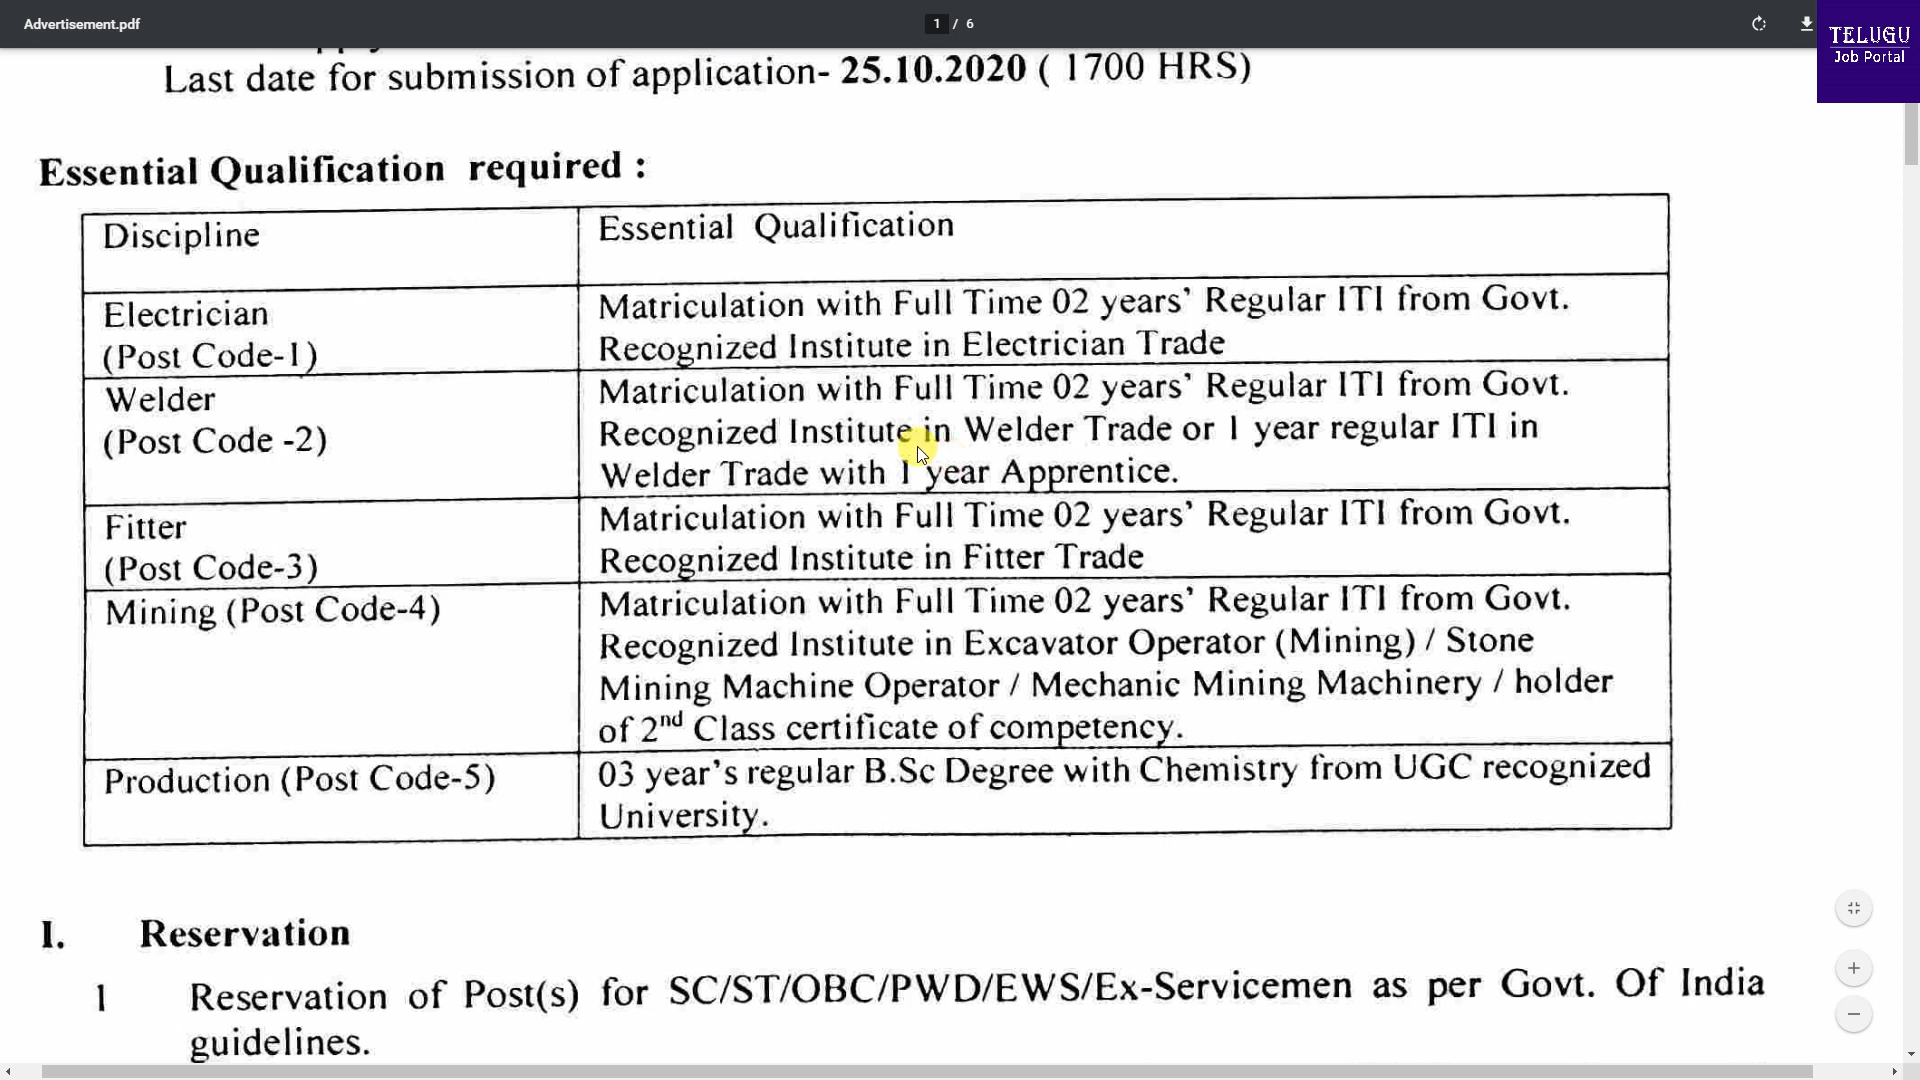 Advertisement.pdf
1 / 6
TELUGU
Job Portal
Last date for submission of application- 25.10.2020 ( 1700 HRS)
Essential Qualification required :
Discipline
Essential Qualification
Electrician
(Post Code-1)
Matriculation with Full Time 02 years' Regular ITI from Govt.
Recognized Institute in Electrician Trade
Welder
(Post Code -2)
Matriculation with Full Time 02 years' Regular ITI from Govt.
Recognized Institute in Welder Trade or 1 year regular ITI in
Welder Trade with 1 year Apprentice.
Fitter
(Post Code-3)
Matriculation with Full Time 02 years' Regular ITI from Govt.
Recognized Institute in Fitter Trade
Mining (Post Code-4)
Matriculation with Full Time 02 years' Regular ITI from Govt.
Recognized Institute in Excavator Operator (Mining) / Stone
Mining Machine Operator / Mechanic Mining Machinery / holder
of 2nd Class certificate of competency.
Production (Post Code-5)
03 year's regular B.Sc Degree with Chemistry from UGC recognized
University.
I. Reservation
1 Reservation of Post(s) for SC/ST/OBC/PWD/EWS/Ex-Servicemen as per Govt. Of India
guidelines.